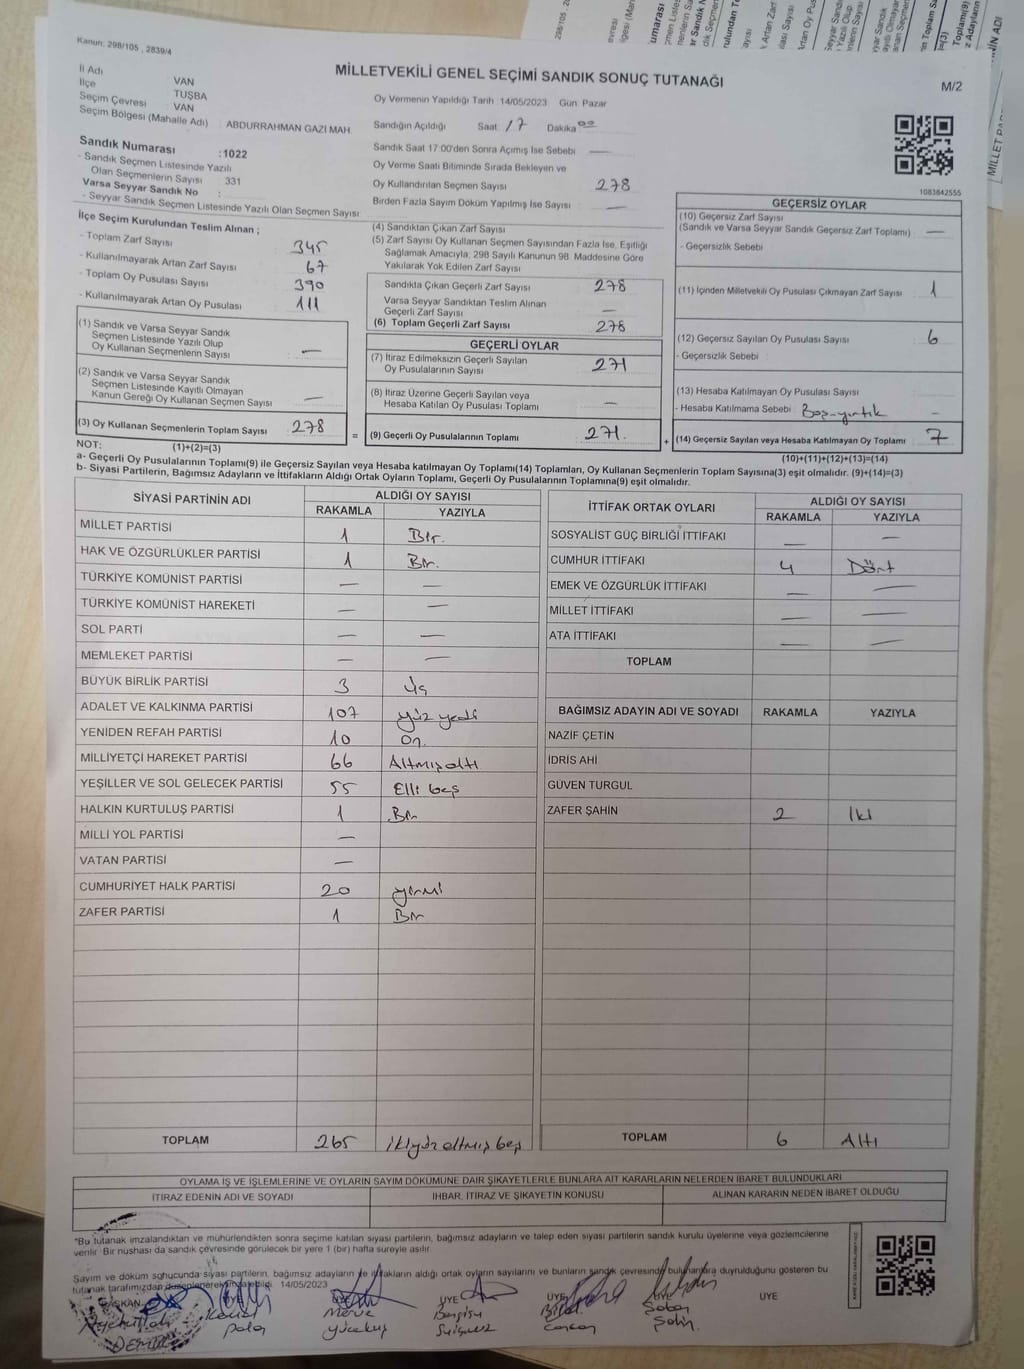 Kanun: 298/105 , 2839/4
MİLLETVEKİLİ GENEL SEÇİMİ SANDIK SONUÇ TUTANAĞI
M/2
İl Adı VAN
İlçe TUŞBA
Seçim Çevresi VAN
Seçim Bölgesi (Mahalle Adı) : ABDURRAHMAN GAZI MAH.
Sandık Numarası :1022
- Sandık Seçmen Listesinde Yazılı
Olan Seçmenlerin Sayısı : 331
Varsa Seyyar Sandık No :
- Seyyar Sandık Seçmen Listesinde Yazılı Olan Seçmen Sayısı :
Oy Vermenin Yapıldığı Tarih :14/05/2023 Gün: Pazar
Sandığın Açıldığı Saat 17 Dakika 00
Sandık Saat 17:00'den Sonra Açımış İse Sebebi —
Oy Verme Saati Bitiminde Sırada Bekleyen ve
Oy Kullandırılan Seçmen Sayısı 278
Birden Fazla Sayım Döküm Yapılmış İse Sayısı —
1083842555
İlçe Seçim Kurulundan Teslim Alınan ;
- Toplam Zarf Sayısı 345
- Kullanılmayarak Artan Zarf Sayısı 67
- Toplam Oy Pusulası Sayısı 390
- Kullanılmayarak Artan Oy Pusulası 111
(1) Sandık ve Varsa Seyyar Sandık
Seçmen Listesinde Yazılı Olup
Oy Kullanan Seçmenlerin Sayısı —
(2) Sandık ve Varsa Seyyar Sandık
Seçmen Listesinde Kayıtlı Olmayan
Kanun Gereği Oy Kullanan Seçmen Sayısı —
(3) Oy Kullanan Seçmenlerin Toplam Sayısı 278
(1)+(2)=(3)
(4) Sandıktan Çıkan Zarf Sayısı
(5) Zarf Sayısı Oy Kullanan Seçmen Sayısından Fazla İse, Eşitliği
Sağlamak Amacıyla, 298 Sayılı Kanunun 98. Maddesine Göre
Yakılarak Yok Edilen Zarf Sayısı
Sandıkta Çıkan Geçerli Zarf Sayısı 278
Varsa Seyyar Sandıktan Teslim Alınan
Geçerli Zarf Sayısı —
(6) Toplam Geçerli Zarf Sayısı 278
GEÇERLİ OYLAR
(7) İtiraz Edilmeksizin Geçerli Sayılan
Oy Pusulalarının Sayısı 271
(8) İtiraz Üzerine Geçerli Sayılan veya
Hesaba Katılan Oy Pusulası Toplamı —
= (9) Geçerli Oy Pusulalarının Toplamı 271
GEÇERSİZ OYLAR
(10) Geçersiz Zarf Sayısı
(Sandık ve Varsa Seyyar Sandık Geçersiz Zarf Toplamı) —
- Geçersizlik Sebebi
(11) İçinden Milletvekili Oy Pusulası Çıkmayan Zarf Sayısı 1
(12) Geçersiz Sayılan Oy Pusulası Sayısı 6
- Geçersizlik Sebebi :
(13) Hesaba Katılmayan Oy Pusulası Sayısı
- Hesaba Katılmama Sebebi : Boş-yırtık -
+ (14) Geçersiz Sayılan veya Hesaba Katılmayan Oy Toplamı 7
(10)+(11)+(12)+(13)=(14)
NOT:
a- Geçerli Oy Pusulalarının Toplamı(9) ile Geçersiz Sayılan veya Hesaba katılmayan Oy Toplamı(14) Toplamları, Oy Kullanan Seçmenlerin Toplam Sayısına(3) eşit olmalıdır. (9)+(14)=(3)
b- Siyasi Partilerin, Bağımsız Adayların ve İttifakların Aldığı Ortak Oyların Toplamı, Geçerli Oy Pusulalarının Toplamına(9) eşit olmalıdır.
SİYASİ PARTİNİN ADI ALDIĞI OY SAYISI
RAKAMLA YAZIYLA
MİLLET PARTİSİ 1 Bir.
HAK VE ÖZGÜRLÜKLER PARTİSİ 1 Bir.
TÜRKİYE KOMÜNİST PARTİSİ — —
TÜRKİYE KOMÜNİST HAREKETİ — —
SOL PARTİ — —
MEMLEKET PARTİSİ — —
BÜYÜK BİRLİK PARTİSİ 3 Üç
ADALET VE KALKINMA PARTİSİ 107 yüz yedi
YENİDEN REFAH PARTİSİ 10 On.
MİLLİYETÇİ HAREKET PARTİSİ 66 Altmışaltı
YEŞİLLER VE SOL GELECEK PARTİSİ 55 Elli beş
HALKIN KURTULUŞ PARTİSİ 1 Bir
MİLLİ YOL PARTİSİ —
VATAN PARTİSİ —
CUMHURİYET HALK PARTİSİ 20 yirmi
ZAFER PARTİSİ 1 Bir
TOPLAM 265 ikiyüz altmış beş
İTTİFAK ORTAK OYLARI ALDIĞI OY SAYISI
RAKAMLA YAZIYLA
SOSYALİST GÜÇ BİRLİĞİ İTTİFAKI — —
CUMHUR İTTİFAKI 4 Dört
EMEK VE ÖZGÜRLÜK İTTİFAKI — —
MİLLET İTTİFAKI — —
ATA İTTİFAKI — —
TOPLAM
BAĞIMSIZ ADAYIN ADI VE SOYADI RAKAMLA YAZIYLA
NAZİF ÇETİN
İDRİS AHİ
GÜVEN TURGUL
ZAFER ŞAHİN 2 İki
TOPLAM 6 Altı
OYLAMA İŞ VE İŞLEMLERİNE VE OYLARIN SAYIM DÖKÜMÜNE DAİR ŞİKAYETLERLE BUNLARA AİT KARARLARIN NELERDEN İBARET BULUNDUKLARI
İTİRAZ EDENİN ADI VE SOYADI İHBAR, İTİRAZ VE ŞİKAYETİN KONUSU ALINAN KARARIN NEDEN İBARET OLDUĞU
*Bu tutanak imzalandıktan ve mühürlendikten sonra seçime katılan siyasi partilerin, bağımsız adayların ve talep eden siyasi partilerin sandık kurulu üyelerine veya gözlemcilerine
verilir. Bir nüshası da sandık çevresinde görülecek bir yere 1 (bir) hafta süreyle asılır.
Sayım ve döküm sonucunda siyasi partilerin, bağımsız adayların ve ittifakların aldığı ortak oyların sayılarını ve bunların sandık çevresinde bulunanlara duyrulduğunu gösteren bu
tutanak tarafımızdan düzenlenerek imzalandı. 14/05/2023
BAŞKAN ÜYE ÜYE ÜYE ÜYE ÜYE
Merve
polat yücekuş